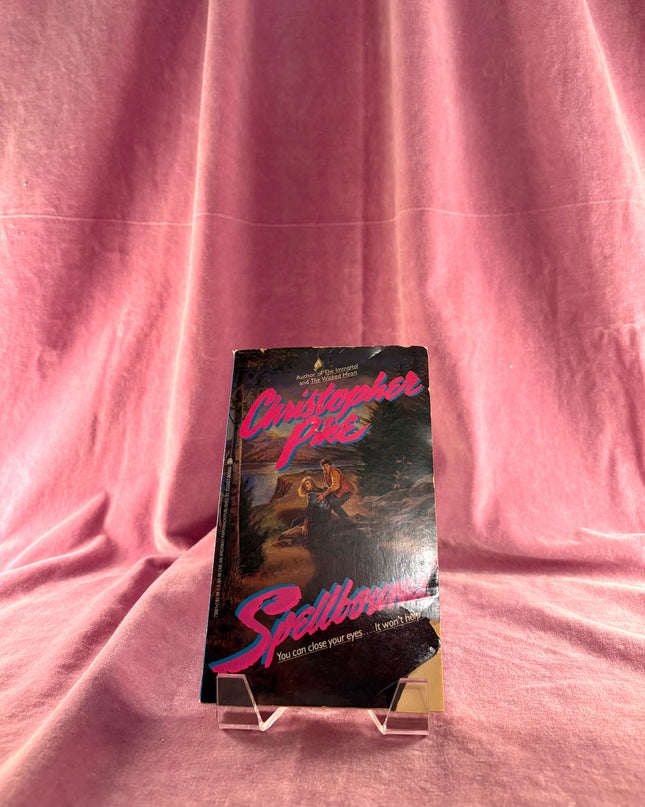 Author of The Immortal
and The Wicked Heart
Christopher
Pike
Spellbound
You can close your eyes....It won't help